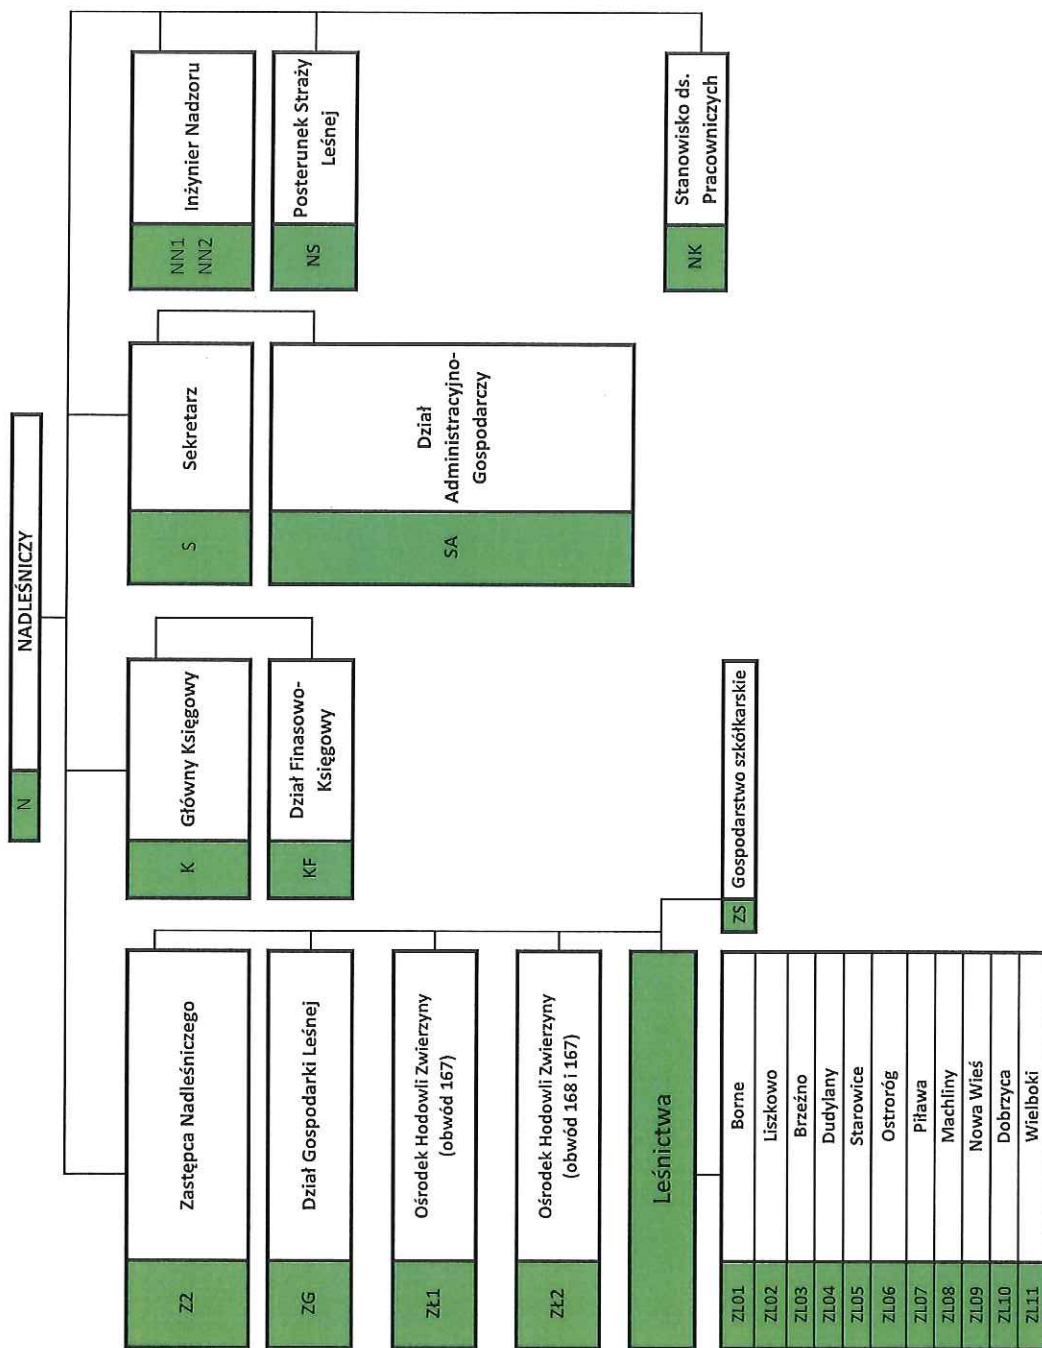 N NADLEŚNICZY
Z2 Zastępca Nadleśniczego
ZG Dział Gospodarki Leśnej
ZŁ1 Ośrodek Hodowli Zwierzyny
(obwód 167)
ZŁ2 Ośrodek Hodowli Zwierzyny
(obwód 168 i 167)
Leśnictwa
ZL01 Borne
ZL02 Liszkowo
ZL03 Brzeźno
ZL04 Dudylany
ZL05 Starowice
ZL06 Ostroróg
ZL07 Piława
ZL08 Machliny
ZL09 Nowa Wieś
ZL10 Dobrzyca
ZL11 Wielboki
ZS Gospodarstwo szkółkarskie
K Główny Księgowy
KF Dział Finasowo-
Księgowy
S Sekretarz
SA Dział
Administracyjno-
Gospodarczy
NN1
NN2
Inżynier Nadzoru
NS Posterunek Straży
Leśnej
NK Stanowisko ds.
Pracowniczych